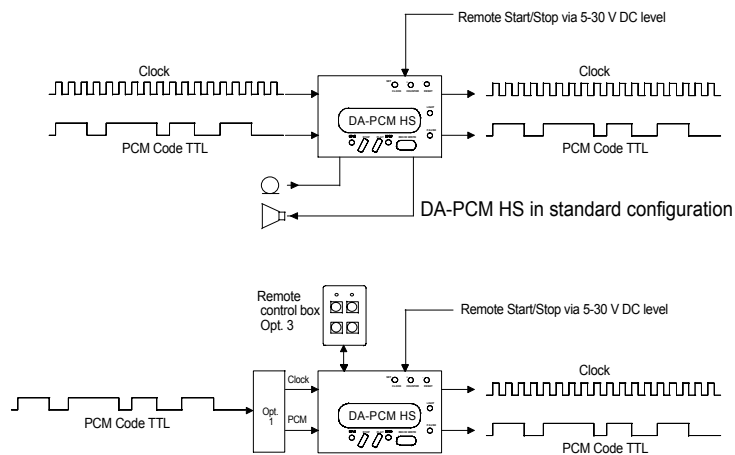 Remote Start/Stop via 5-30 V DC level
Clock
Clock
DA-PCM HS
PCM Code TTL
PCM Code TTL
DA-PCM HS in standard configuration
Remote
control box
Opt. 3
Remote Start/Stop via 5-30 V DC level
Clock
Clock
Opt.
1
PCM
DA-PCM HS
PCM Code TTL
PCM Code TTL